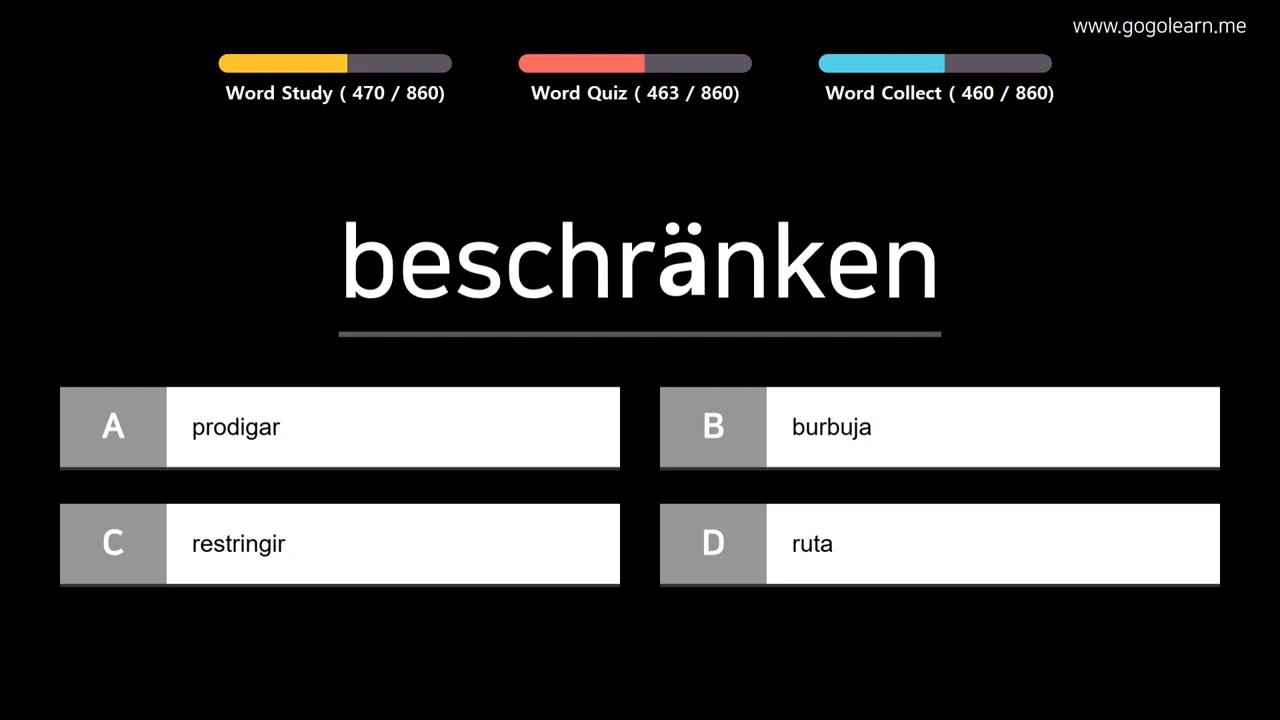 www.gogolearn.me
Word Study ( 470 / 860)
Word Quiz ( 463 / 860)
Word Collect ( 460 / 860)
beschränken
A prodigar
B burbuja
C restringir
D ruta